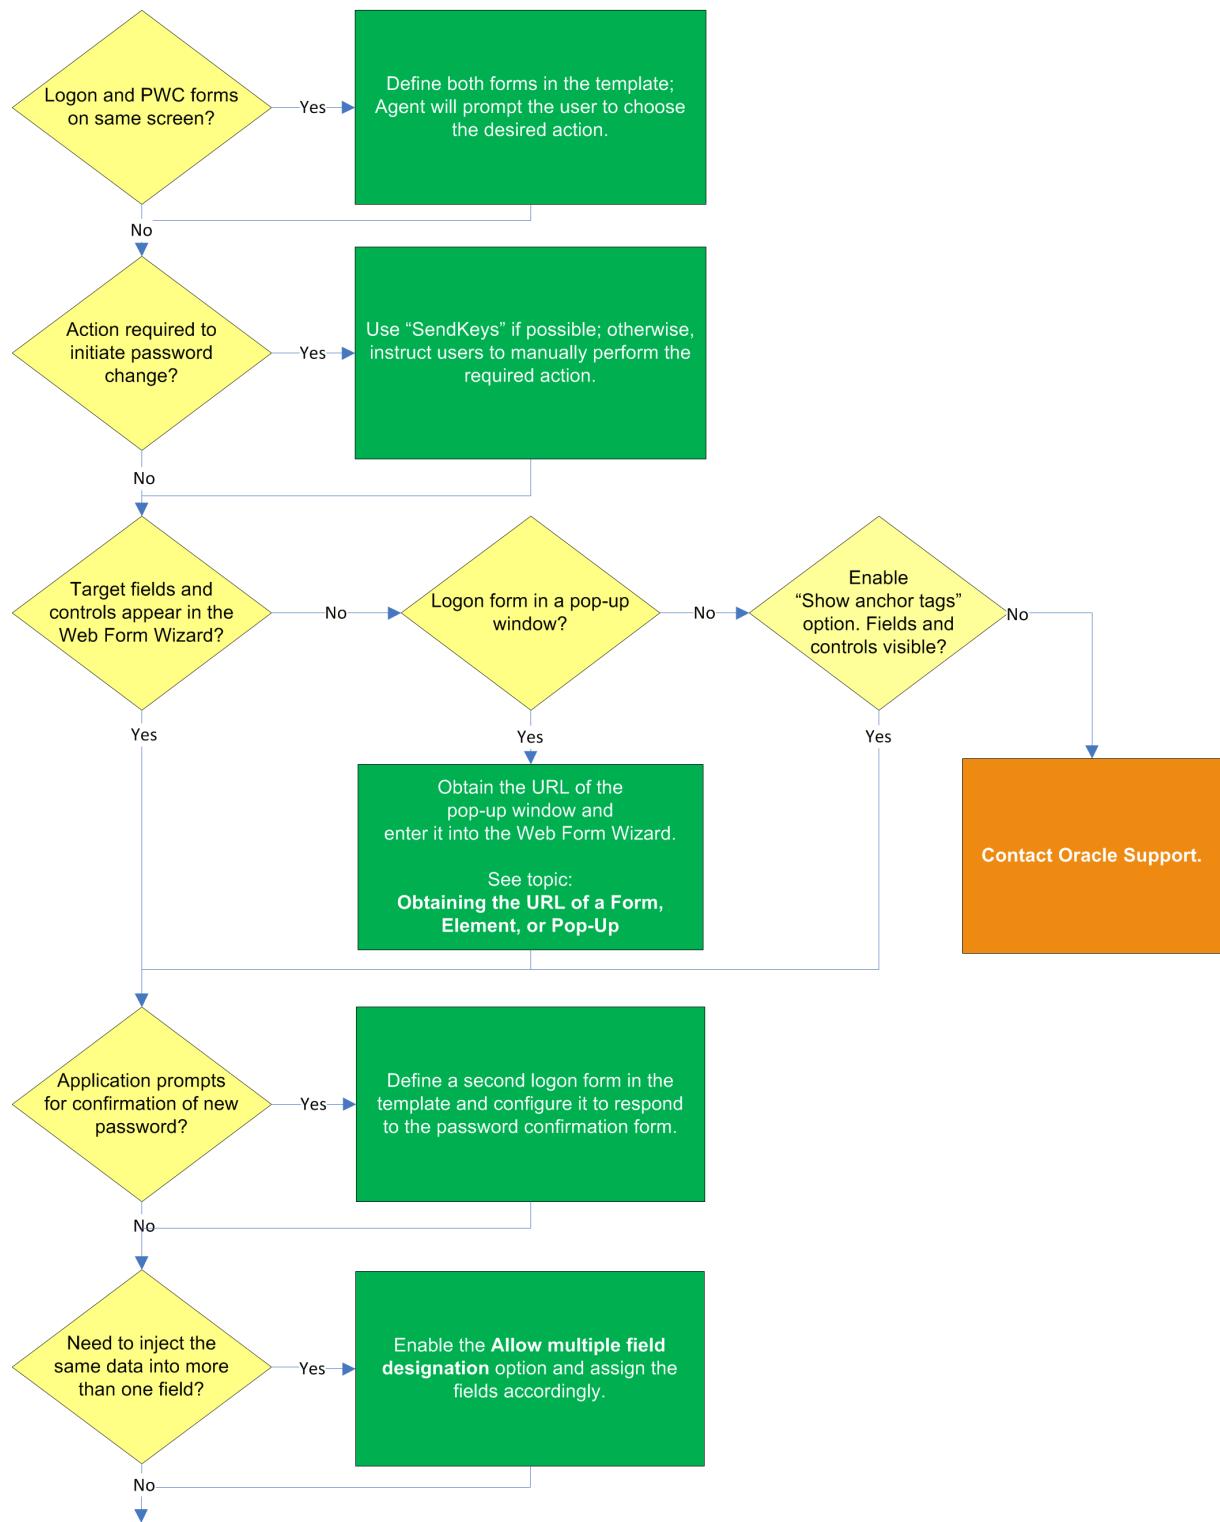 Logon and PWC forms
on same screen?
Yes
Define both forms in the template;
Agent will prompt the user to choose
the desired action.
No
Action required to
initiate password
change?
Yes
Use “SendKeys” if possible; otherwise,
instruct users to manually perform the
required action.
No
Target fields and
controls appear in the
Web Form Wizard?
No
Logon form in a pop-up
window?
No
Enable
“Show anchor tags”
option. Fields and
controls visible?
No
Yes
Yes
Yes
Obtain the URL of the
pop-up window and
enter it into the Web Form Wizard.
See topic:
Obtaining the URL of a Form,
Element, or Pop-Up
Contact Oracle Support.
Application prompts
for confirmation of new
password?
Yes
Define a second logon form in the
template and configure it to respond
to the password confirmation form.
No
Need to inject the
same data into more
than one field?
Yes
Enable the Allow multiple field
designation option and assign the
fields accordingly.
No